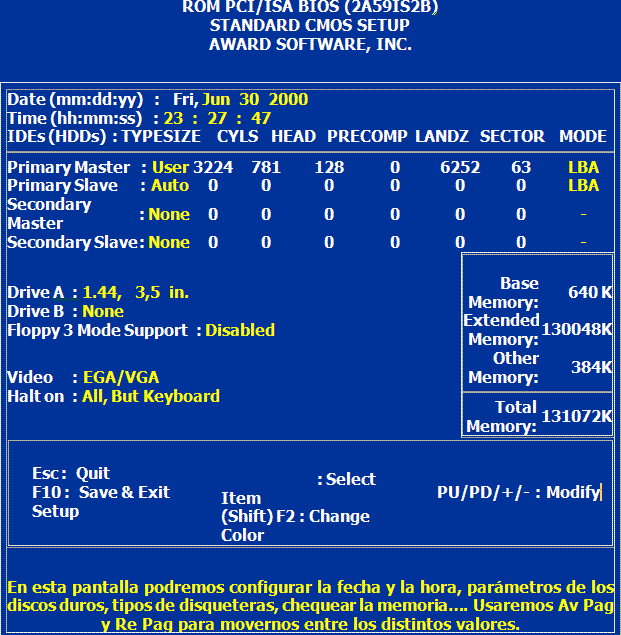 ROM PCI/ISA BIOS (2A59IS2B)
STANDARD CMOS SETUP
AWARD SOFTWARE, INC.
Date (mm:dd:yy) : Fri, Jun 30 2000
Time (hh:mm:ss) : 23 : 27 : 47
IDEs (HDDs) : TYPESIZE CYLS HEAD PRECOMP LANDZ SECTOR MODE
Primary Master : User 3224 781 128 0 6252 63 LBA
Primary Slave : Auto 0 0 0 0 0 0 LBA
Secondary
Master : None 0 0 0 0 0 0 -
Secondary Slave : None 0 0 0 0 0 0 -
Drive A : 1.44, 3,5 in.
Drive B : None
Floppy 3 Mode Support : Disabled
Video : EGA/VGA
Halt on : All, But Keyboard
Base
Memory: 640 K
Extended
Memory: 130048K
Other
Memory: 384K
Total
Memory: 131072K
Esc : Quit
F10 : Save & Exit
Setup
: Select
Item
(Shift) F2 : Change
Color
PU/PD/+/- : Modify
En esta pantalla podremos configurar la fecha y la hora, parámetros de los
discos duros, tipos de disqueteras, chequear la memoria.... Usaremos Av Pag
y Re Pag para movernos entre los distintos valores.